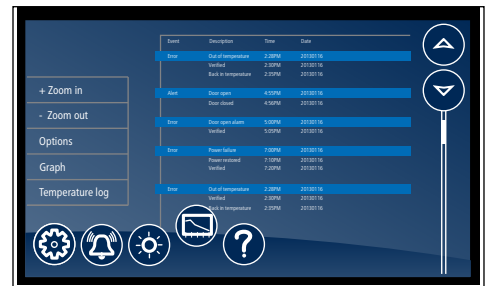 Event Description Time Date
Error Out of temperature 2:28PM 20130116
Verified 2:30PM 20130116
Back in temperature 2:35PM 20130116
Alert Door open 4:55PM 20130116
Door closed 4:56PM 20130116
Error Door open alarm 5:00PM 20130116
Verified 5:05PM 20130116
Error Power failure 7:00PM 20130116
Power restored 7:10PM 20130116
Verified 7:20PM 20130116
Error Out of temperature 2:28PM 20130116
Verified 2:30PM 20130116
Back in temperature 2:35PM 20130116
+ Zoom in
- Zoom out
Options
Graph
Temperature log
?